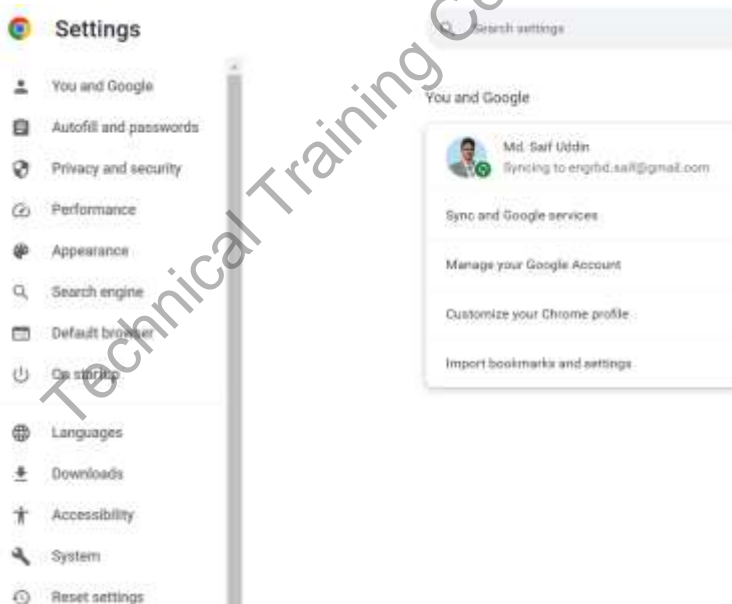 Settings
You and Google
Autofill and passwords
Privacy and security
Performance
Appearance
Search engine
Default browser
On startup
Languages
Downloads
Accessibility
System
Reset settings
Search settings
You and Google
Md. Saif Uddin
Syncing to engrbd.saif@gmail.com
Sync and Google services
Manage your Google Account
Customize your Chrome profile
Import bookmarks and settings
Technical Training